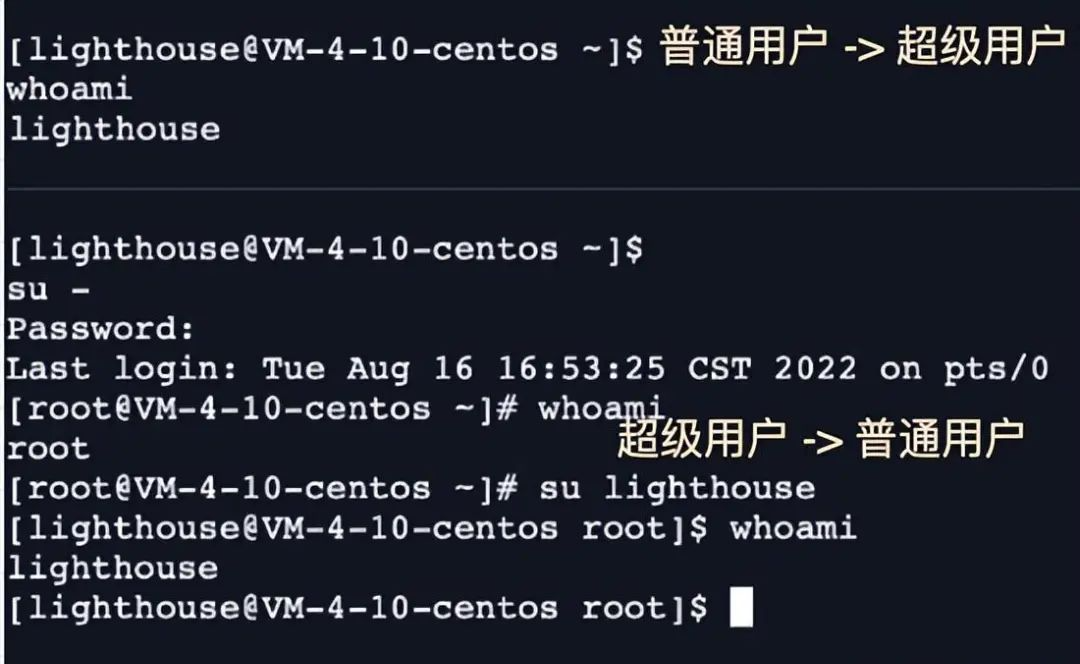 [lighthouse@VM-4-10-centos ~]$ 普通用户 -> 超级用户
whoami
lighthouse
[lighthouse@VM-4-10-centos ~]$
su -
Password:
Last login: Tue Aug 16 16:53:25 CST 2022 on pts/0
[root@VM-4-10-centos ~]# whoami
超级用户 -> 普通用户
root
[root@VM-4-10-centos ~]# su lighthouse
[lighthouse@VM-4-10-centos root]$ whoami
lighthouse
[lighthouse@VM-4-10-centos root]$